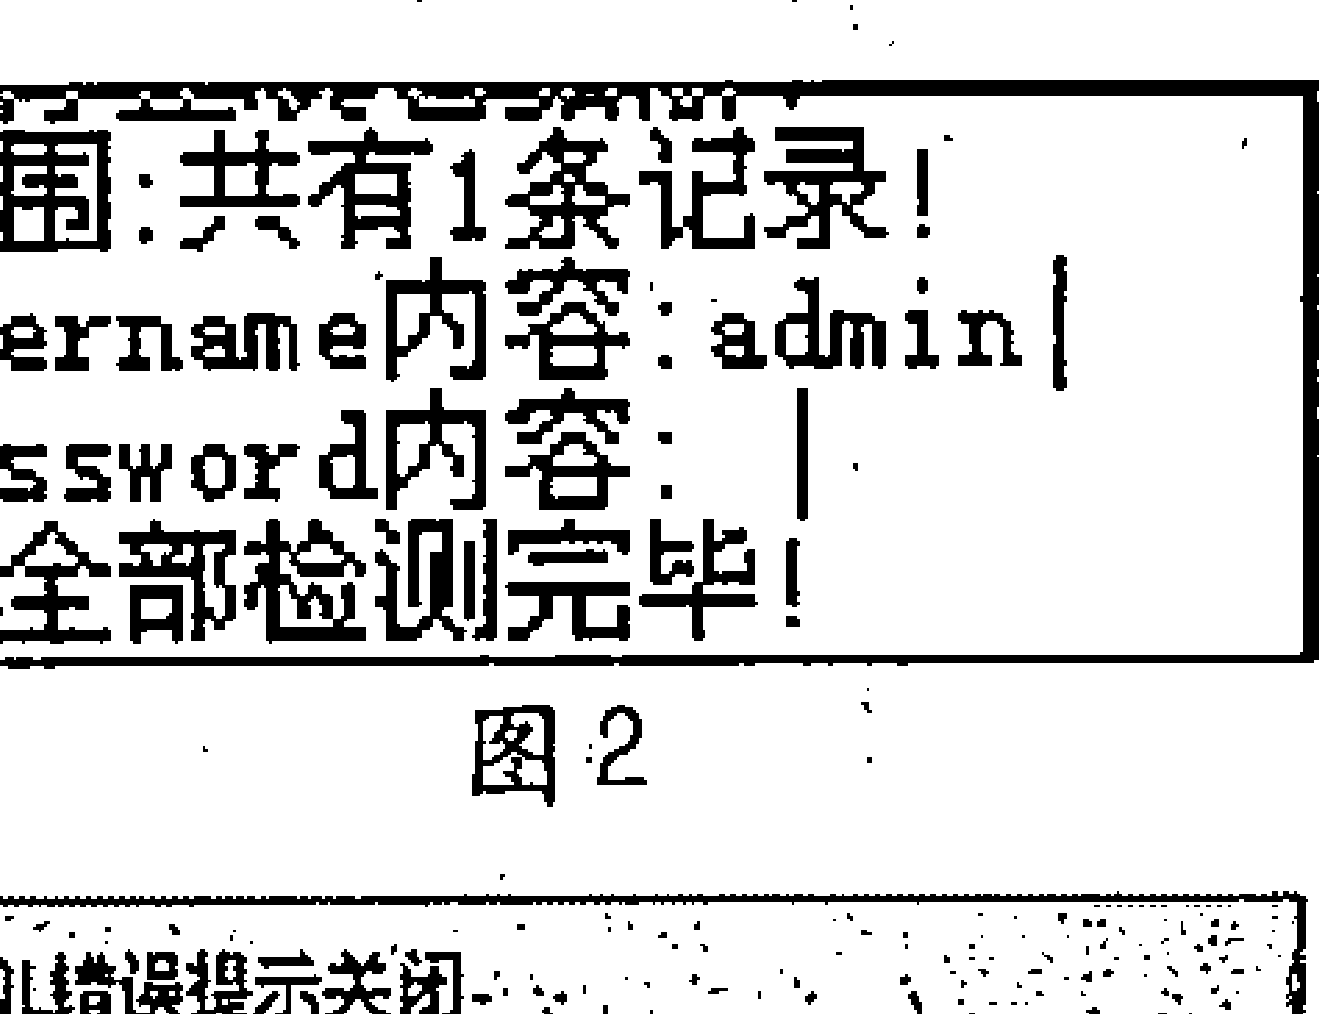 围:共有1条记录!
ername内容:admin|
ssword内容: |
全部检测完毕!
图2
L错误提示关闭